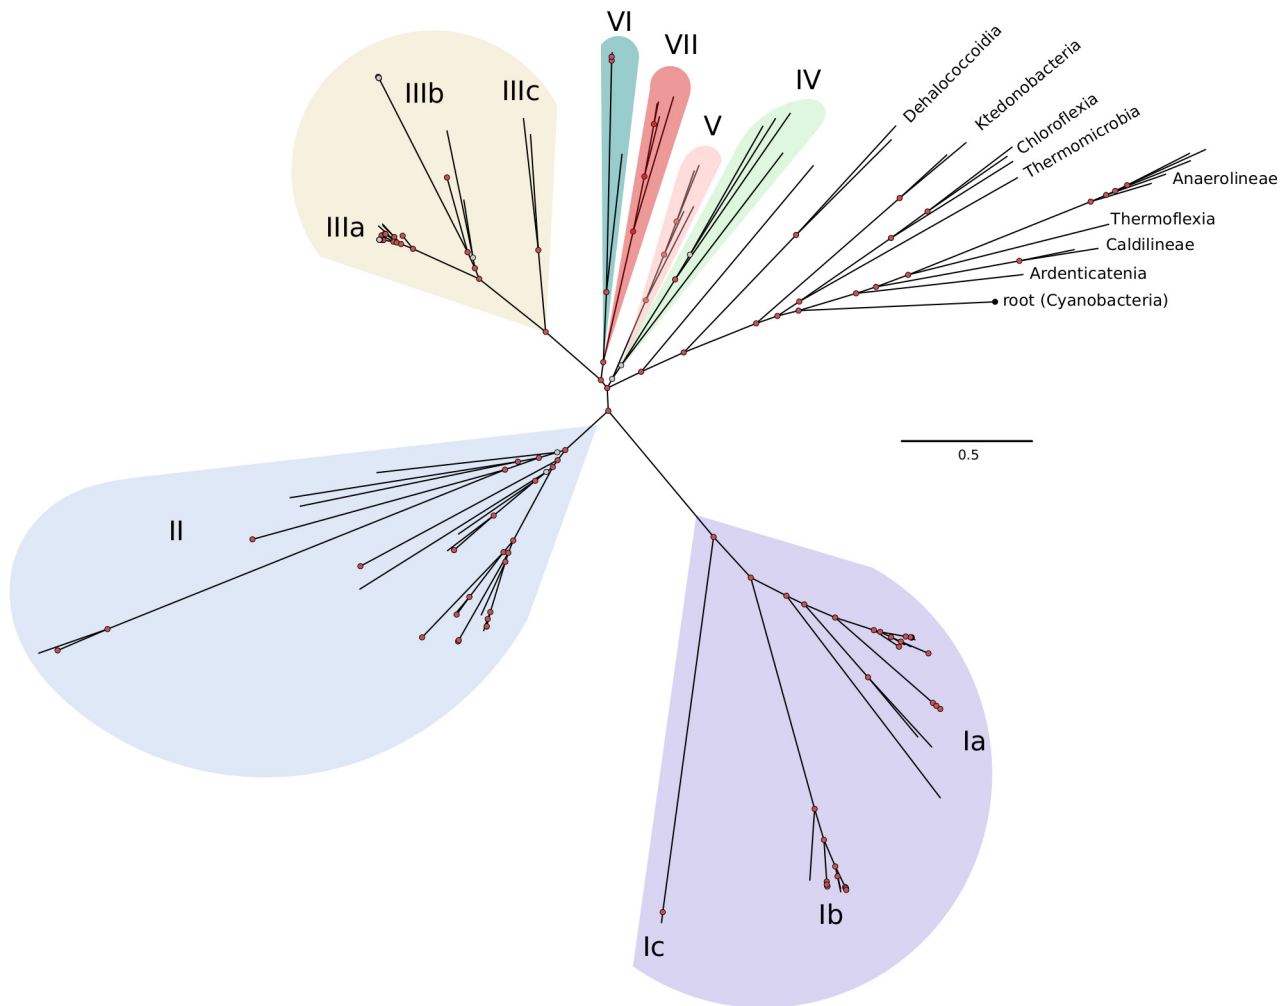 VI
VII
IIIb
IIIc
IV
V
IIIa
Dehalococcoidia
Ktedonobacteria
Chloroflexia
Thermomicrobia
Anaerolineae
Thermoflexia
Caldilineae
Ardenticatenia
root (Cyanobacteria)
0.5
II
Ia
Ib
Ic